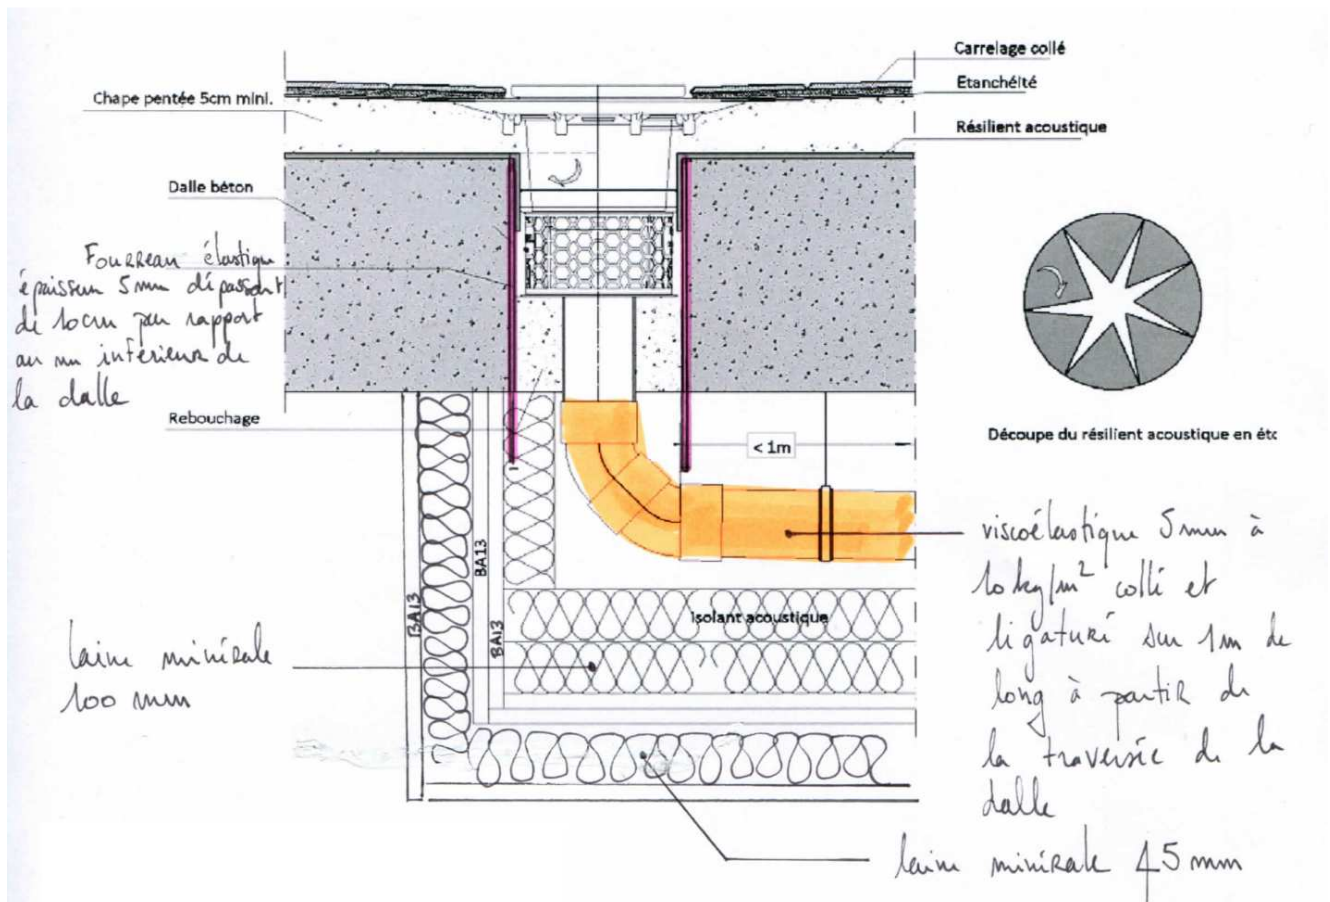 Carrelage collé
Etanchéité
Chape pentée 5cm mini.
Résilient acoustique
Dalle béton
Fourreau élastique
épaisseur 5mm dépassant
de 10cm par rapport
au nu inférieur de
la dalle
Rebouchage
< 1m
Découpe du résilient acoustique en étc
viscoélastique 5mm à
10kg/m² collé et
ligaturé sur 1m de
long à partir de
la traversée de la
dalle
BA13
BA13
BA13
Isolant acoustique
laine minérale
100 mm
laine minérale 45mm